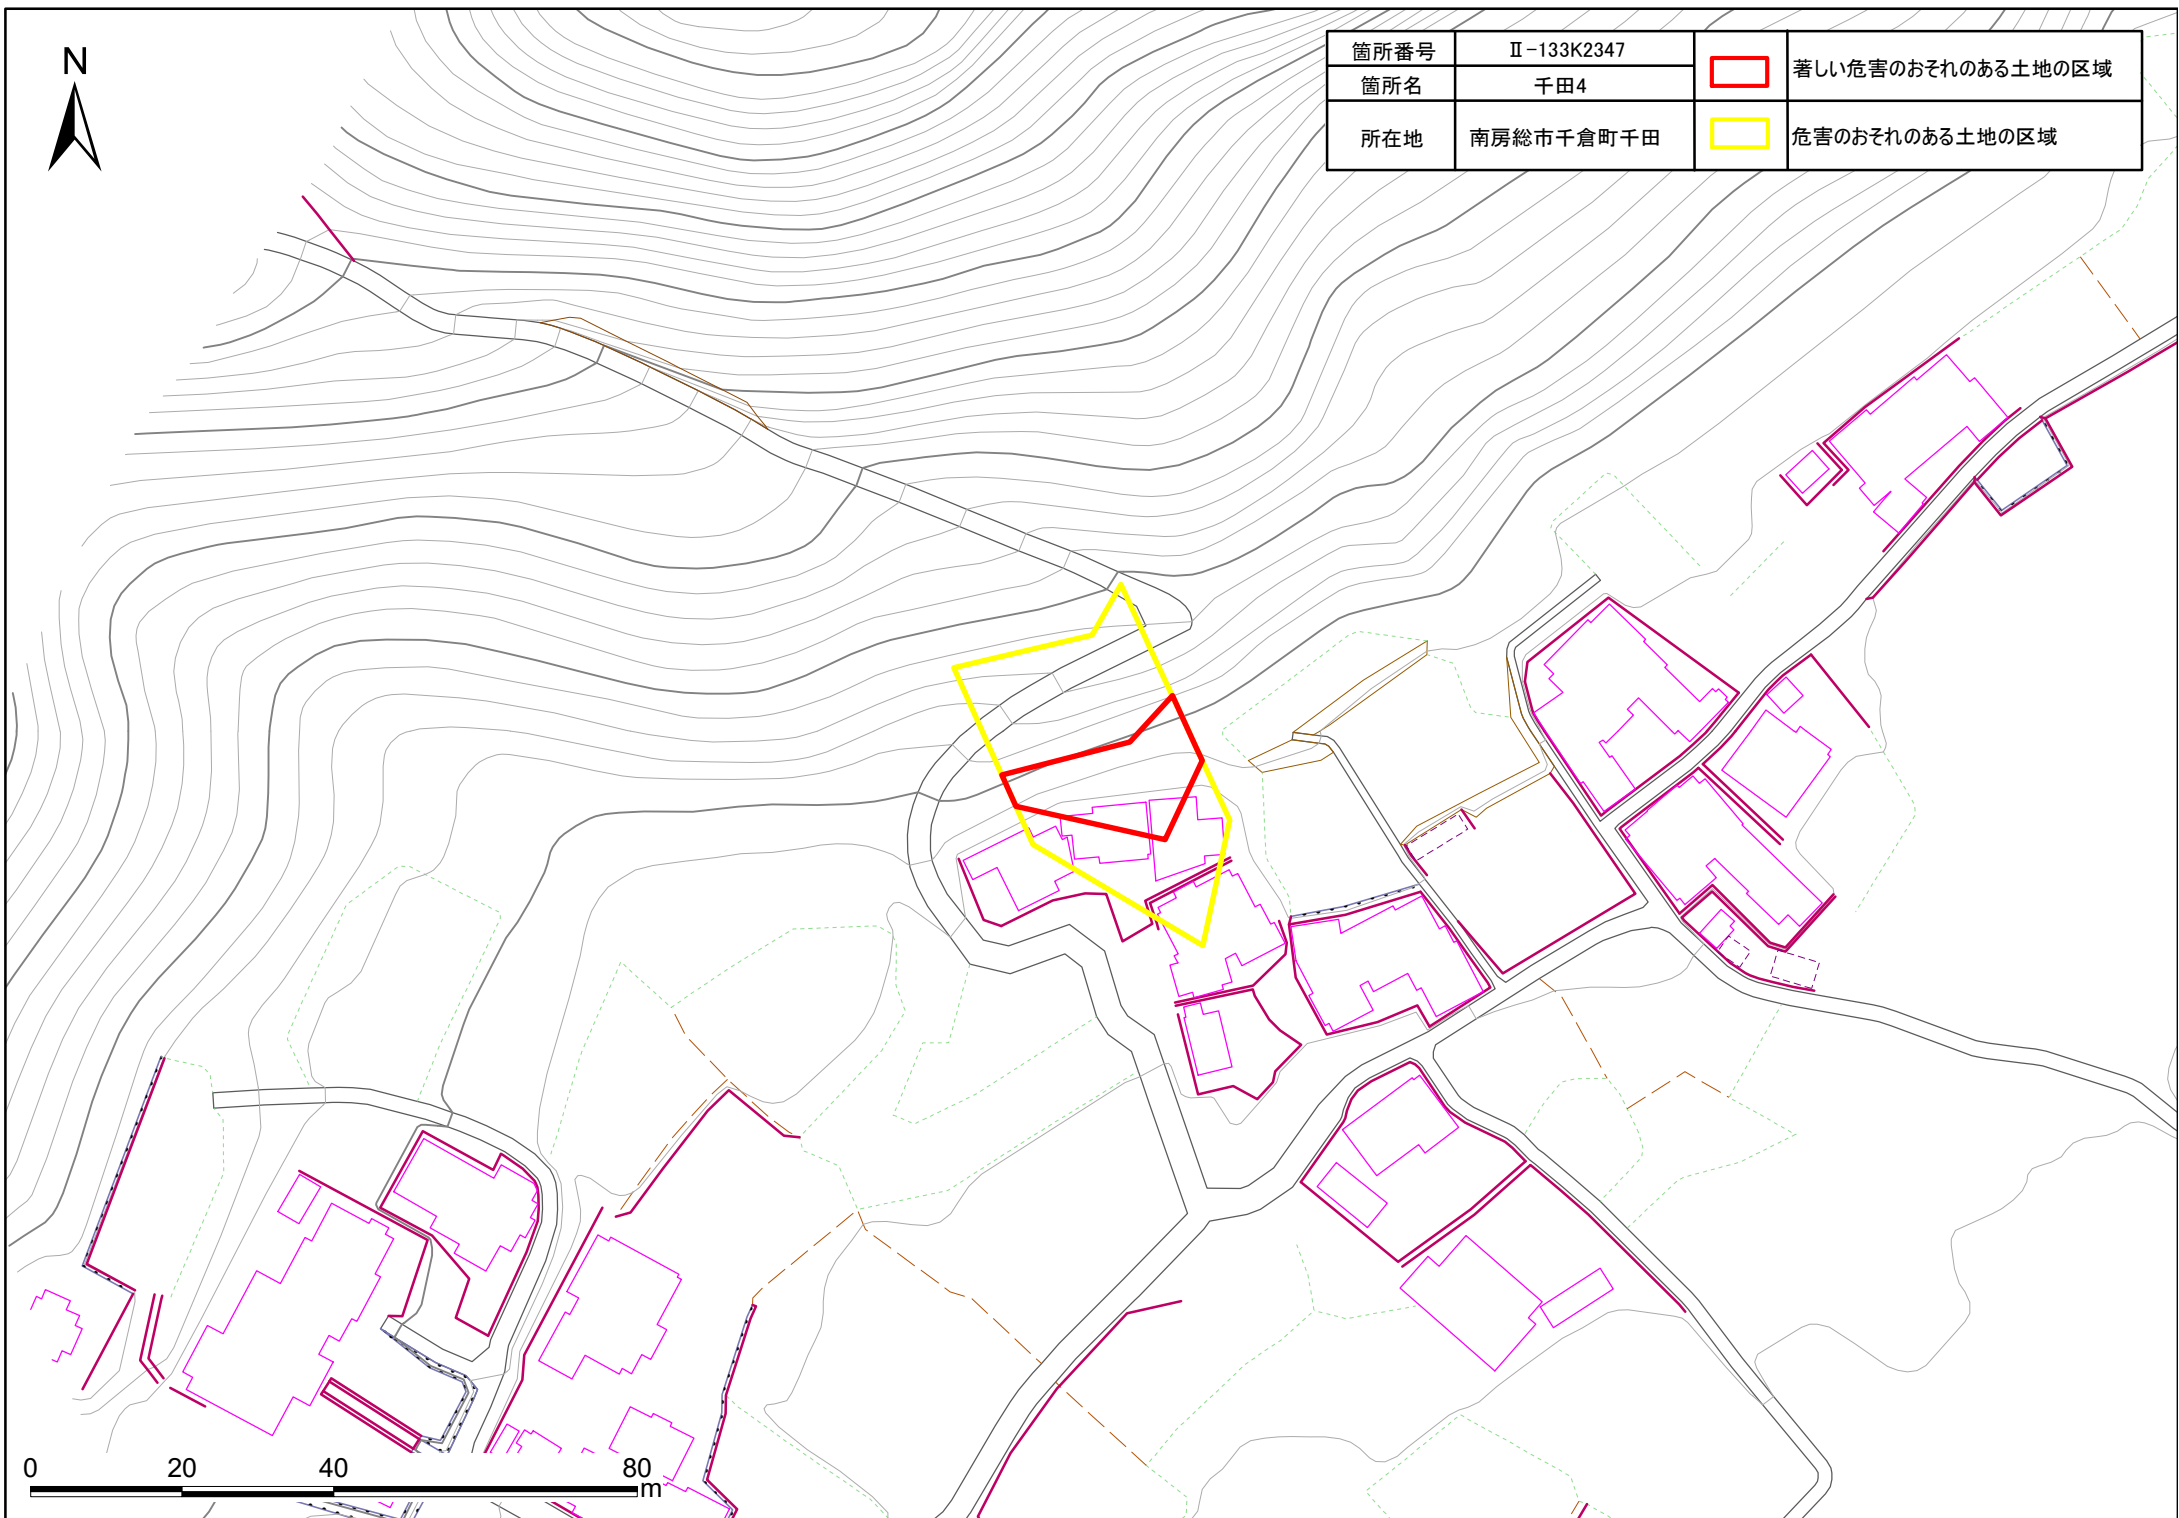 N
箇所番号 Ⅱ-133K2347
著しい危害のおそれのある土地の区域
箇所名 千田4
所在地 南房総市千倉町千田
危害のおそれのある土地の区域
0 20 40 80
m